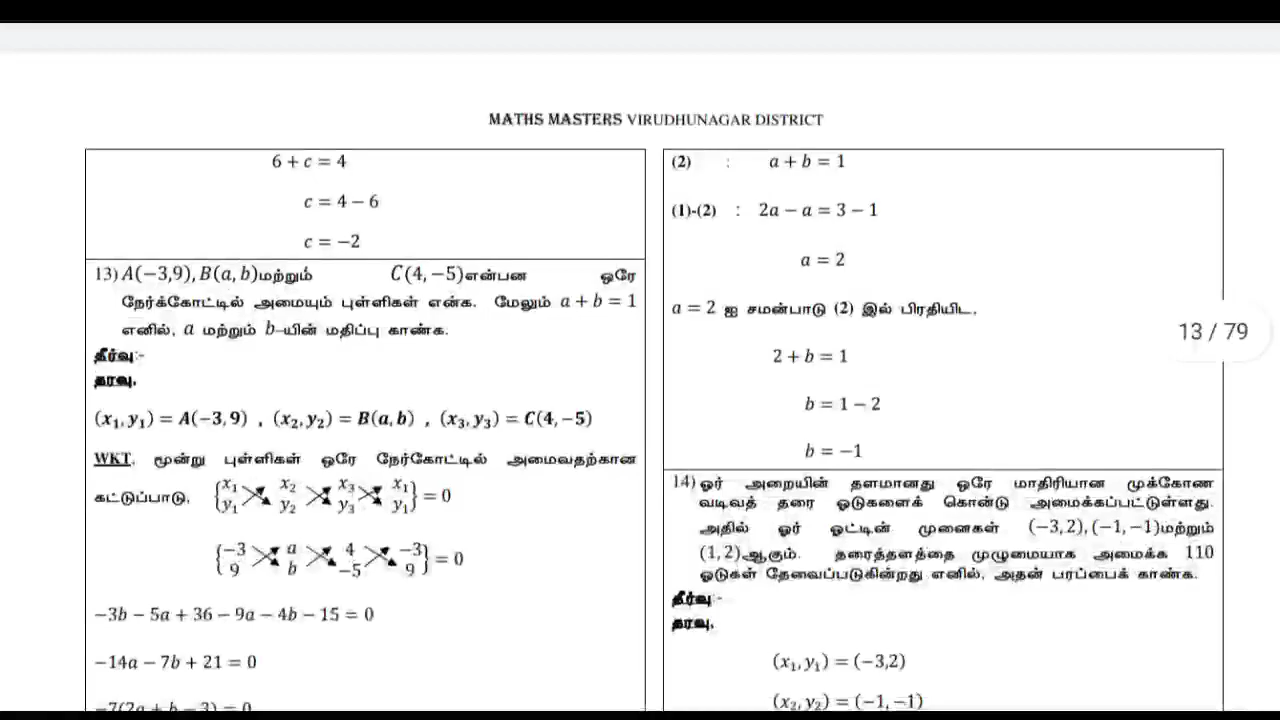 MATHS MASTERS VIRUDHUNAGAR DISTRICT
6 + c = 4
c = 4 − 6
c = −2
13) A(−3,9), B(a, b)மற்றும் C(4, −5)என்பன ஒரே
நேர்க்கோட்டில் அமையும் புள்ளிகள் என்க. மேலும் a + b = 1
எனில், a மற்றும் b–யின் மதிப்பு காண்க.
தீர்வு:-
தரவு,
(x₁, y₁) = A(−3, 9) , (x₂, y₂) = B(a, b) , (x₃, y₃) = C(4, −5)
WKT, மூன்று புள்ளிகள் ஒரே நேர்கோட்டில் அமைவதற்கான
கட்டுப்பாடு, {x₁ x₂ x₃ x₁
y₁ y₂ y₃ y₁} = 0
{−3 a 4 −3
9 b −5 9} = 0
−3b − 5a + 36 − 9a − 4b − 15 = 0
−14a − 7b + 21 = 0
−7(2a + b − 3) = 0
(2) : a + b = 1
(1)-(2) : 2a − a = 3 − 1
a = 2
a = 2 ஐ சமன்பாடு (2) இல் பிரதியிட,
2 + b = 1
b = 1 − 2
b = −1
14) ஓர் அறையின் தளமானது ஒரே மாதிரியான முக்கோண
வடிவத் தரை ஓடுகளைக் கொண்டு அமைக்கப்பட்டுள்ளது.
அதில் ஓர் ஓட்டின் முனைகள் (−3, 2), (−1, −1)மற்றும்
(1, 2)ஆகும். தரைத்தளத்தை முழுமையாக அமைக்க 110
ஓடுகள் தேவைப்படுகின்றது எனில், அதன் பரப்பைக் காண்க.
தீர்வு:-
தரவு,
(x₁, y₁) = (−3,2)
(x₂, y₂) = (−1, −1)
13 / 79